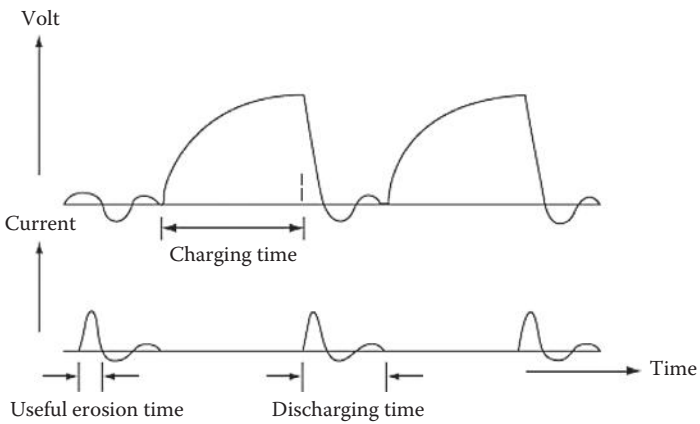 Volt
Current
Charging time
Time
Useful erosion time
Discharging time